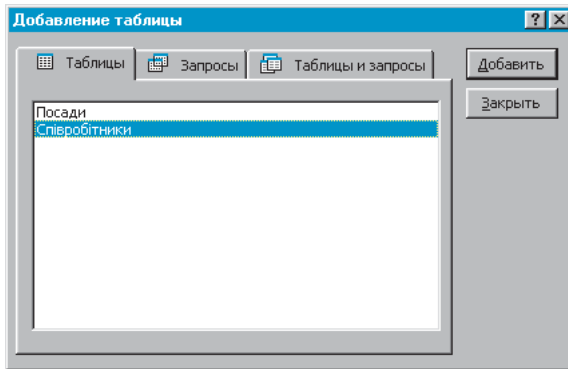 Добавление таблицы
Таблицы Запросы Таблицы и запросы
Добавить
Закрыть
Посади
Співробітники